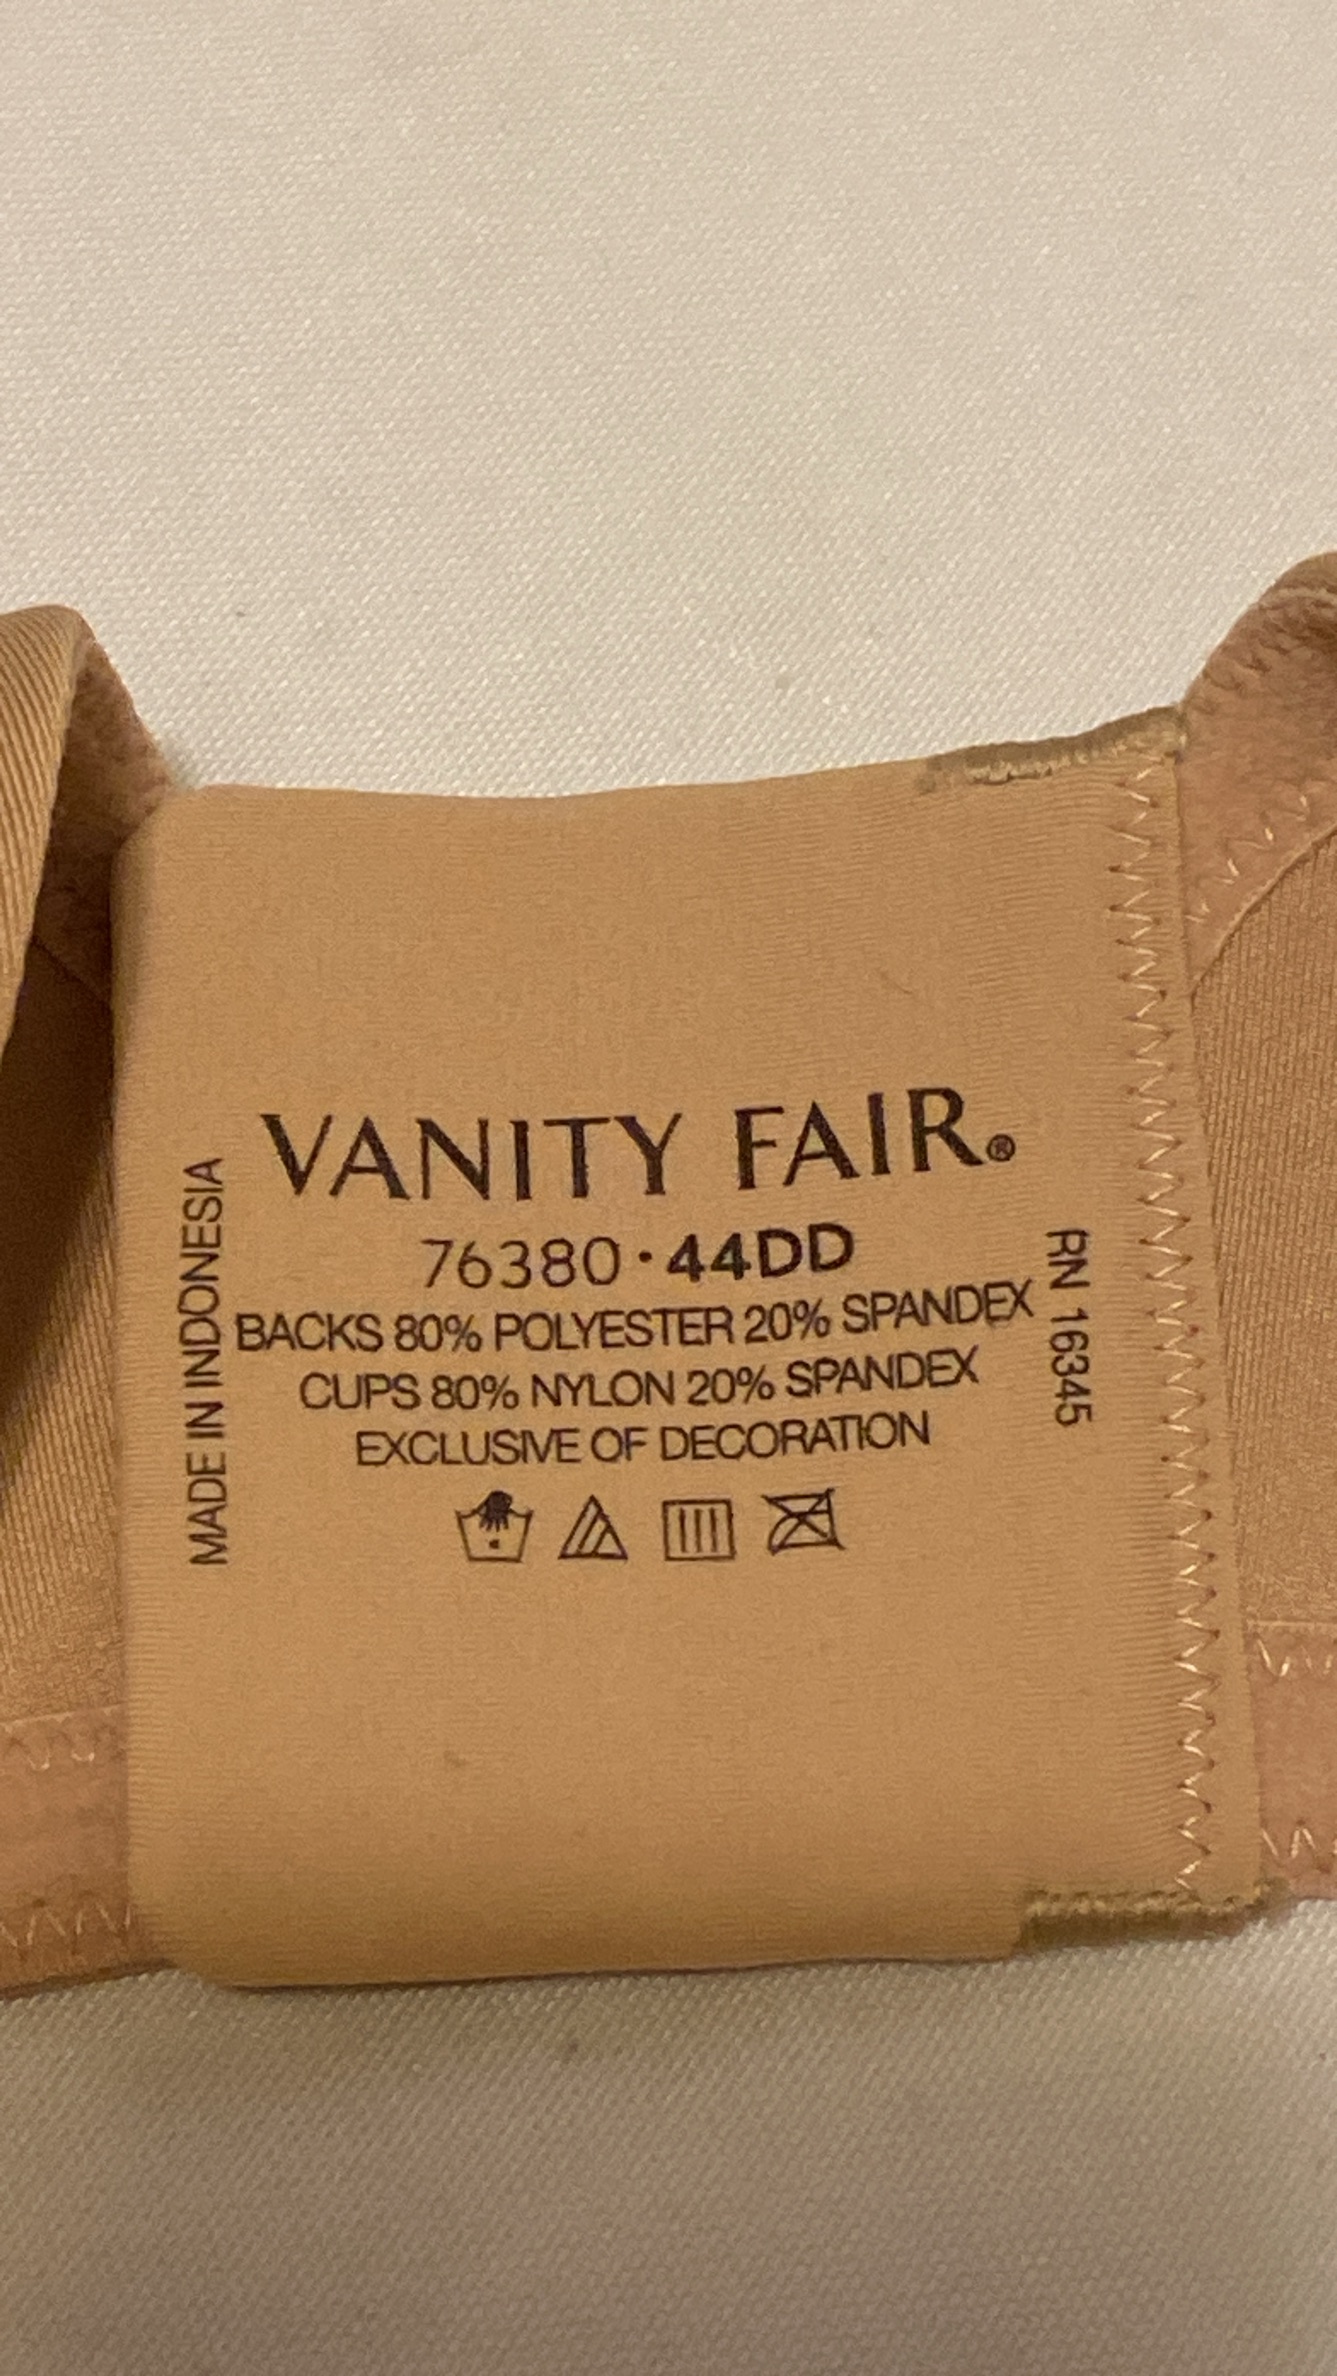 VANITY FAIR®
76380·44DD
BACKS 80% POLYESTER 20% SPANDEX
CUPS 80% NYLON 20% SPANDEX
EXCLUSIVE OF DECORATION
MADE IN INDONESIA
RN 16345